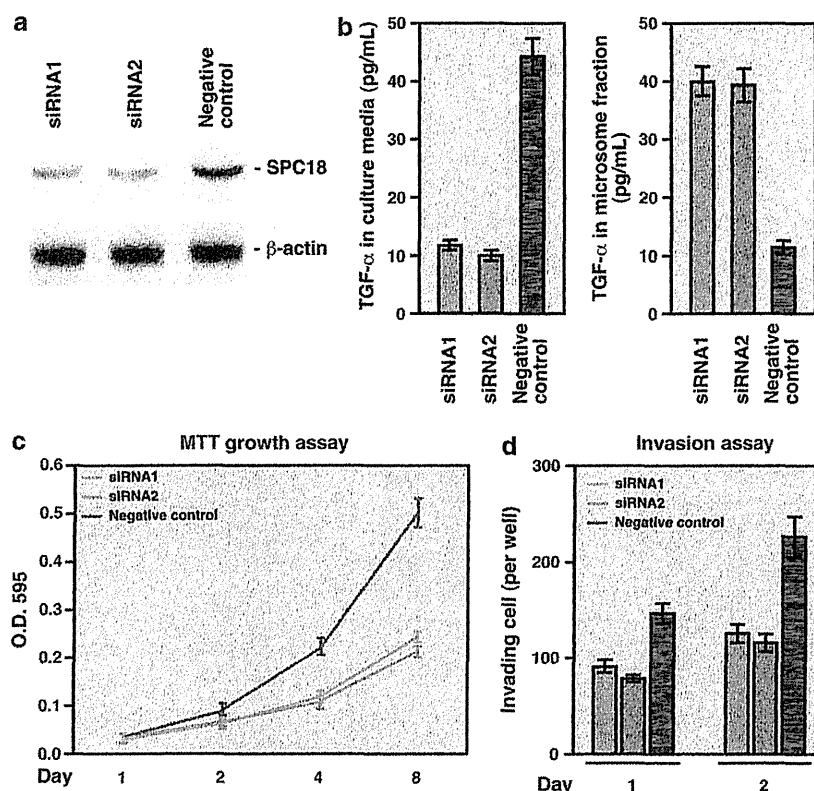 a
siRNA1
siRNA2
Negative
control
- SPC18
- β-actin
b
TGF-α in culture media (pg/mL)
50
40
30
20
10
0
siRNA1
siRNA2
Negative
control
TGF-α in microsome fraction
(pg/mL)
50
40
30
20
10
0
siRNA1
siRNA2
Negative
control
c
MTT growth assay
O.D. 595
0.6
0.5
0.4
0.3
0.2
0.1
0.0
siRNA1
siRNA2
Negative control
Day 1 2 4 8
d
Invasion assay
Invading cell (per well)
300
200
100
0
siRNA1
siRNA2
Negative control
Day 1 2